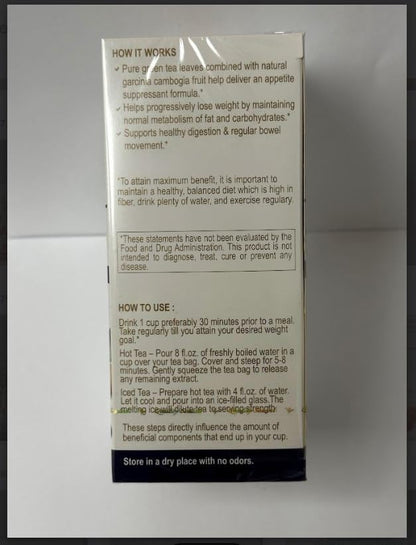 HOW IT WORKS
✓ Pure green tea leaves combined with natural
garcinia cambogia fruit help deliver an appetite
suppressant formula.*
✓ Helps progressively lose weight by maintaining
normal metabolism of fat and carbohydrates.*
✓ Supports healthy digestion & regular bowel
movement.*
*To attain maximum benefit, it is important to
maintain a healthy, balanced diet which is high in
fiber, drink plenty of water, and exercise regulary.
*These statements have not been evaluated by the
Food and Drug Administration. This product is not
intended to diagnose, treat, cure or prevent any
disease.
HOW TO USE :
Drink 1 cup preferably 30 minutes prior to a meal.
Take regularly till you attain your desired weight
goal.*
Hot Tea – Pour 8 fl.oz. of freshly boiled water in a
cup over your tea bag. Cover and steep for 5-8
minutes. Gently squeeze the tea bag to release
any remaining extract.
Iced Tea – Prepare hot tea with 4 fl.oz. of water.
Let it cool and pour into an ice-filled glass.The
melting ice will dilute tea to serving strength.
These steps directly influence the amount of
beneficial components that end up in your cup.
Store in a dry place with no odors.